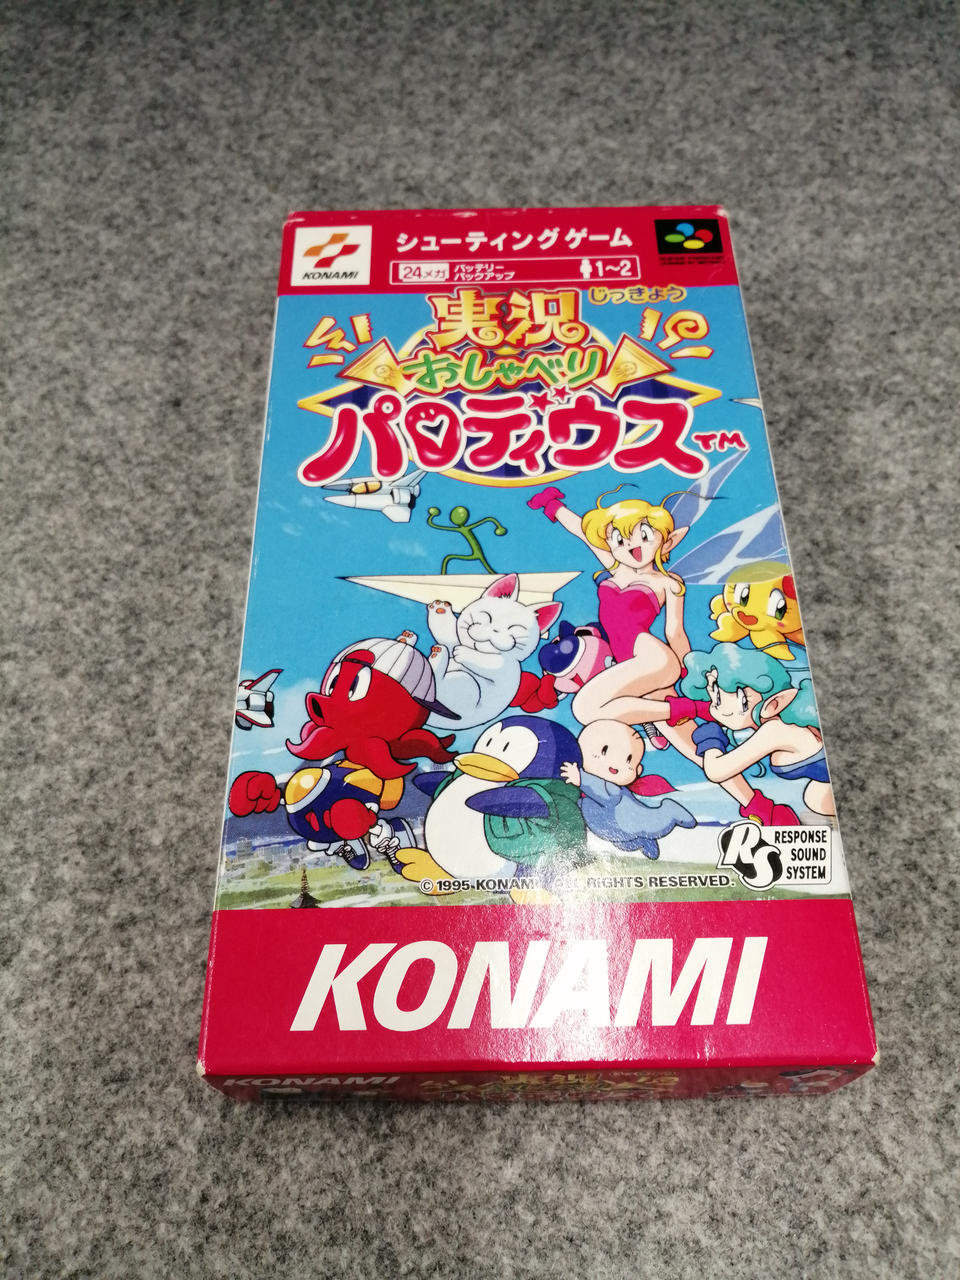 KONAMI
シューティングゲーム
24メガ
バッテリー
バックアップ
1~2
じっきょう
実況
おしゃべり
パロディウス TM
© 1995 KONAMI ALL RIGHTS RESERVED.
RS RESPONSE
SOUND
SYSTEM
KONAMI
KONAMI